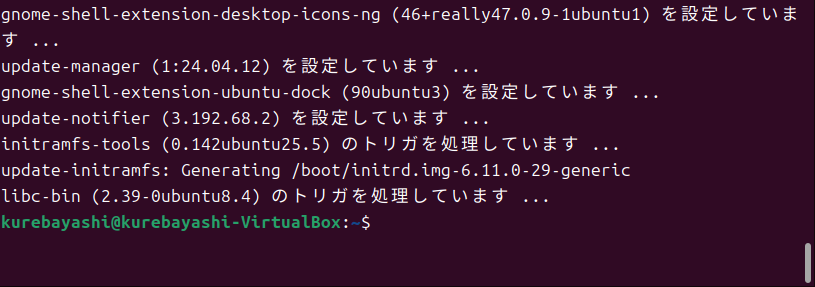 gnome-shell-extension-desktop-icons-ng (46+really47.0.9-1ubuntu1) を設定していま
す ...
update-manager (1:24.04.12) を設定しています ...
gnome-shell-extension-ubuntu-dock (90ubuntu3) を設定しています ...
update-notifier (3.192.68.2) を設定しています ...
initramfs-tools (0.142ubuntu25.5) のトリガを処理しています ...
update-initramfs: Generating /boot/initrd.img-6.11.0-29-generic
libc-bin (2.39-0ubuntu8.4) のトリガを処理しています ...
kurebayashi@kurebayashi-VirtualBox:~$